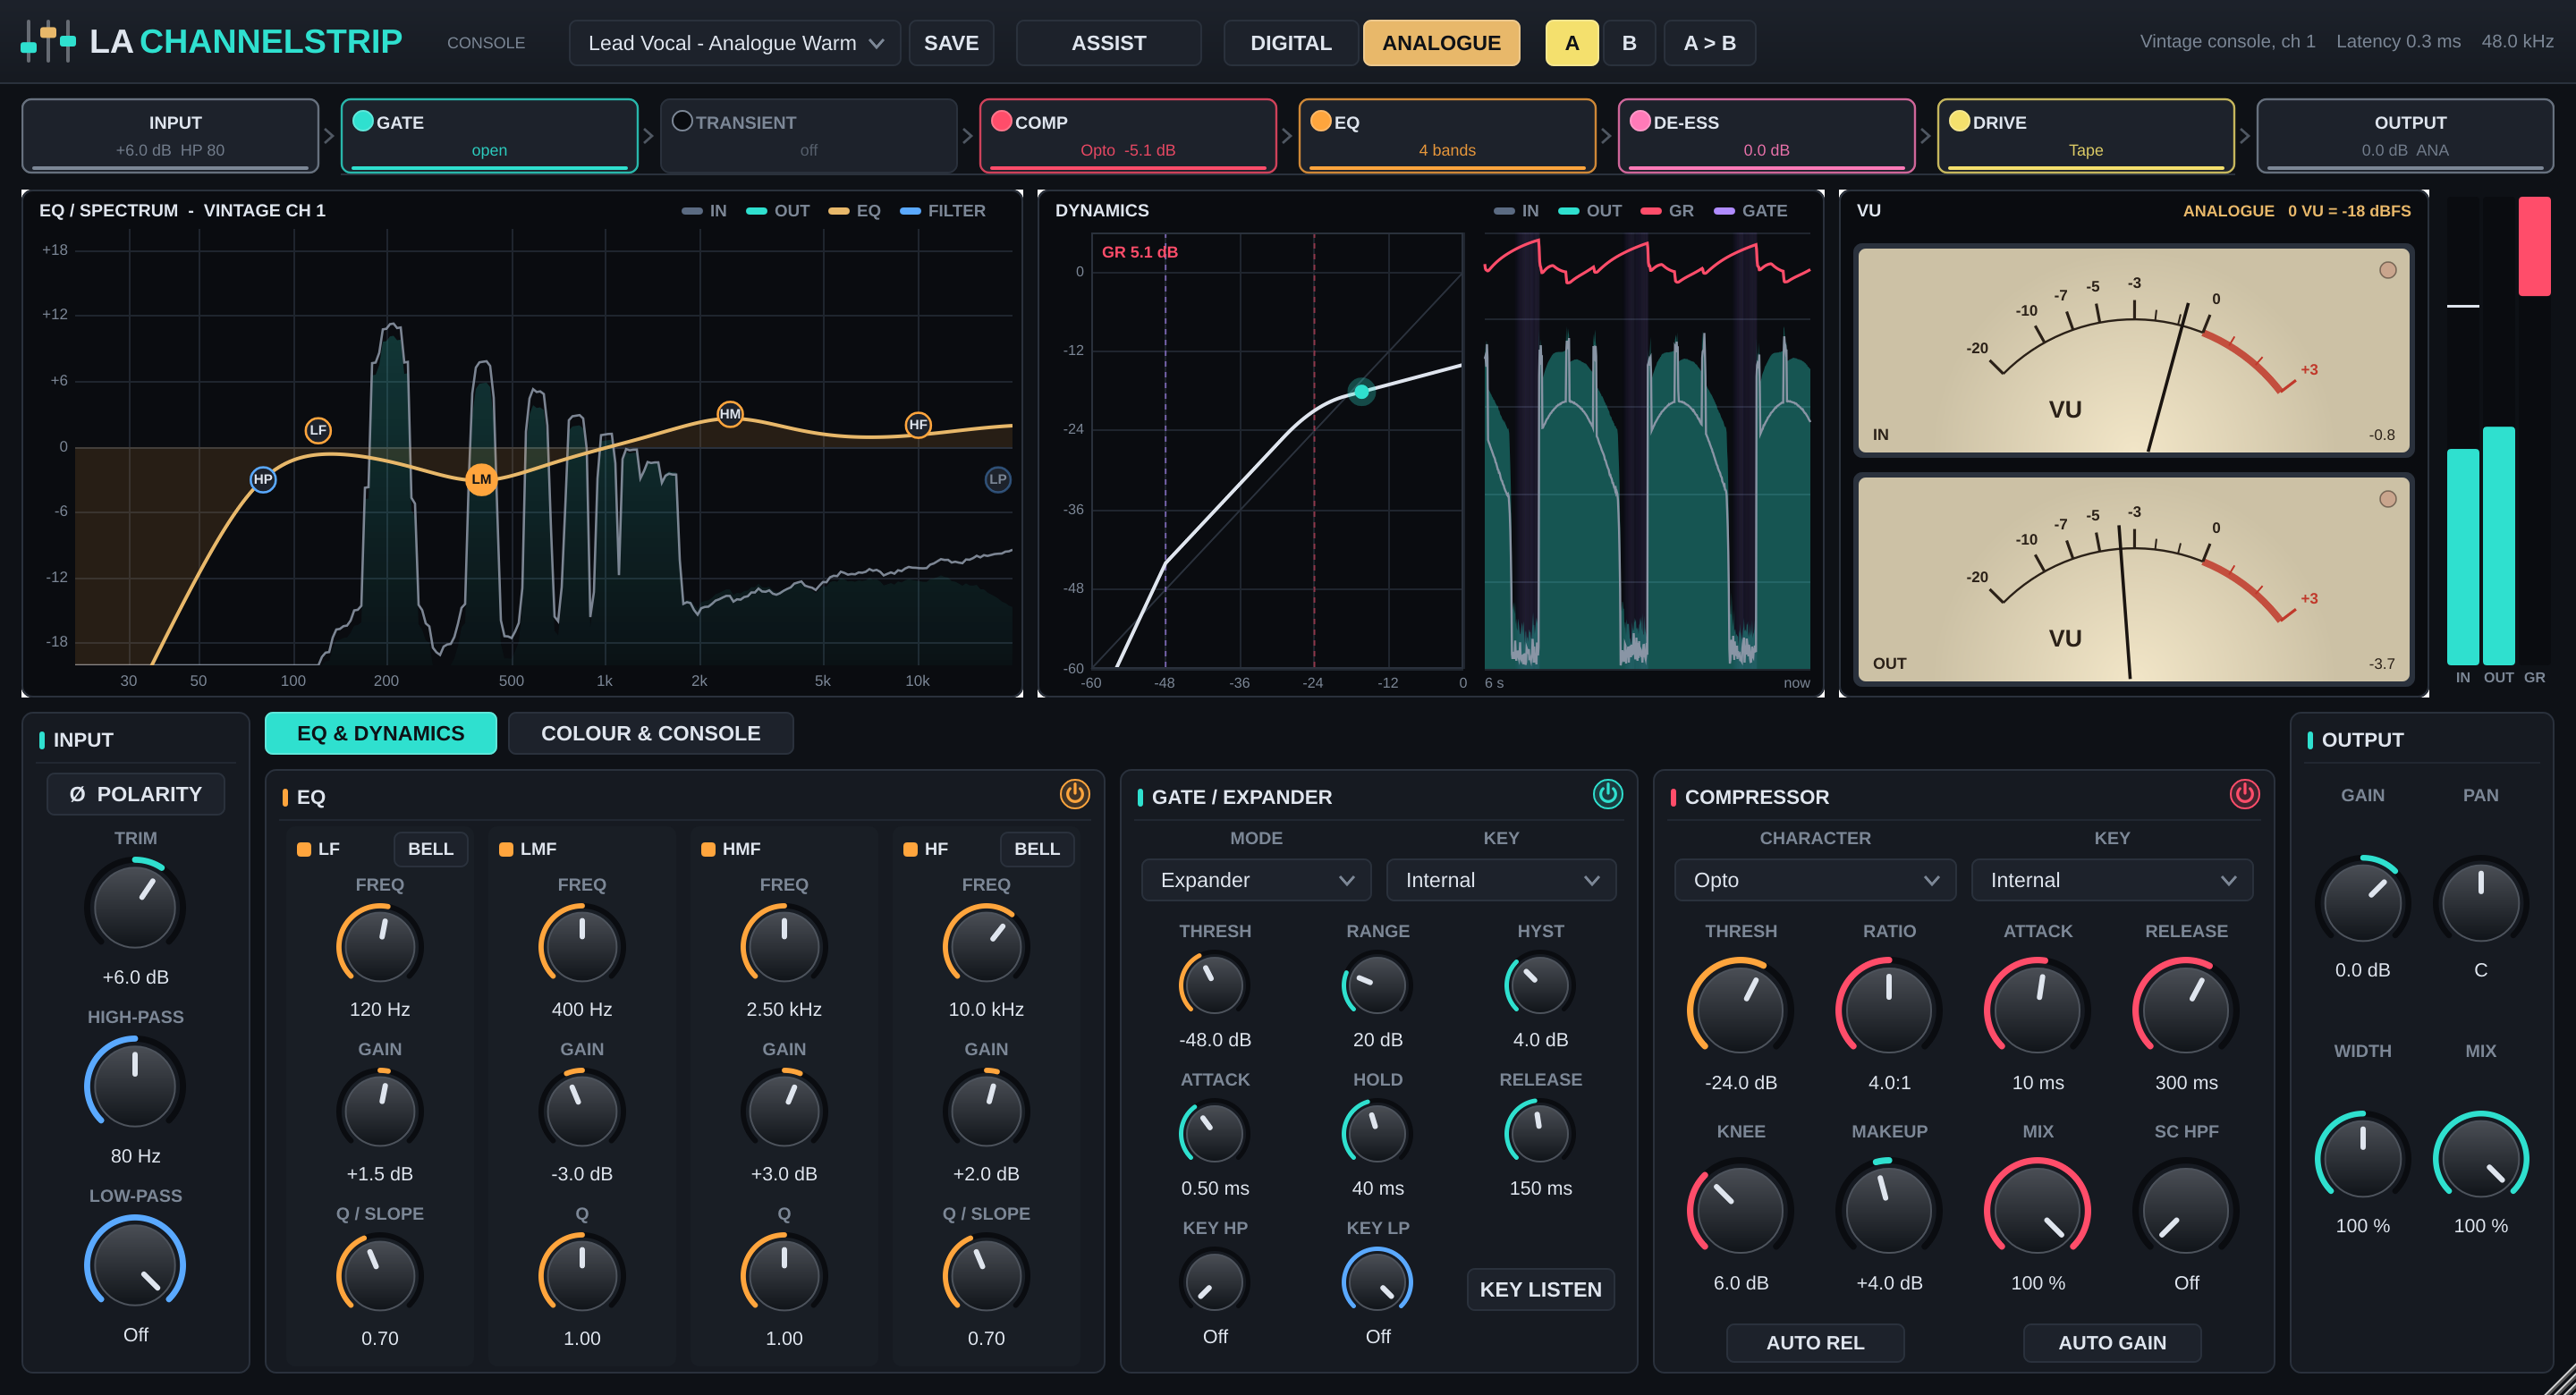 LA CHANNELSTRIP CONSOLE Lead Vocal - Analogue Warm SAVE ASSIST DIGITAL ANALOGUE A B A > B Vintage console, ch 1 Latency 0.3 ms 48.0 kHz
INPUT GATE TRANSIENT COMP EQ DE-ESS DRIVE OUTPUT
+6.0 dB HP 80 open off Opto -5.1 dB 4 bands 0.0 dB Tape 0.0 dB ANA
EQ / SPECTRUM - VINTAGE CH 1 IN OUT EQ FILTER
+18
+12
+6
0
-6
-12
-18
LF HM HF
HP LM LP
30 50 100 200 500 1k 2k 5k 10k
DYNAMICS IN OUT GR GATE
GR 5.1 dB
0
-12
-24
-36
-48
-60
-60 -48 -36 -24 -12 0 6 s now
VU ANALOGUE 0 VU = -18 dBFS
-20 -10 -7 -5 -3 0 +3
VU
IN -0.8
-20 -10 -7 -5 -3 0 +3
VU
OUT -3.7
IN OUT GR
INPUT
Ø POLARITY
TRIM
+6.0 dB
HIGH-PASS
80 Hz
LOW-PASS
Off
EQ & DYNAMICS COLOUR & CONSOLE
EQ
LF BELL LMF HMF HF BELL
FREQ FREQ FREQ FREQ
120 Hz 400 Hz 2.50 kHz 10.0 kHz
GAIN GAIN GAIN GAIN
+1.5 dB -3.0 dB +3.0 dB +2.0 dB
Q / SLOPE Q Q Q / SLOPE
0.70 1.00 1.00 0.70
GATE / EXPANDER
MODE KEY
Expander Internal
THRESH RANGE HYST
-48.0 dB 20 dB 4.0 dB
ATTACK HOLD RELEASE
0.50 ms 40 ms 150 ms
KEY HP KEY LP
KEY LISTEN
Off Off
COMPRESSOR
CHARACTER KEY
Opto Internal
THRESH RATIO ATTACK RELEASE
-24.0 dB 4.0:1 10 ms 300 ms
KNEE MAKEUP MIX SC HPF
6.0 dB +4.0 dB 100 % Off
AUTO REL AUTO GAIN
OUTPUT
GAIN PAN
0.0 dB C
WIDTH MIX
100 % 100 %